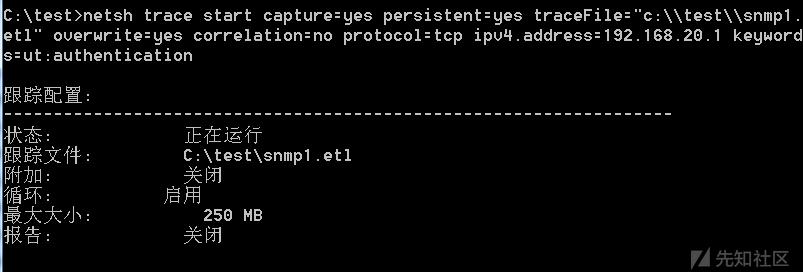 C:\test>netsh trace start capture=yes persistent=yes traceFile="c:\\test\\snmp1.
etl" overwrite=yes correlation=no protocol=tcp ipv4.address=192.168.20.1 keyword
s=ut:authentication
跟踪配置:
-------------------------------------------------------------------
状态: 正在运行
跟踪文件: C:\test\snmp1.etl
附加: 关闭
循环: 启用
最大大小: 250 MB
报告: 关闭
先知社区